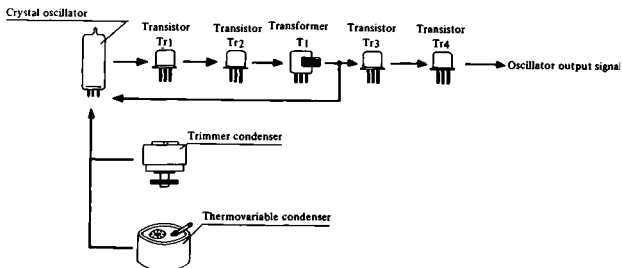 Crystal oscillator
Transistor
Tr1
Transistor
Tr2
Transformer
T1
Transistor
Tr3
Transistor
Tr4
Oscillator output signal
Trimmer condenser
Thermovariable condenser